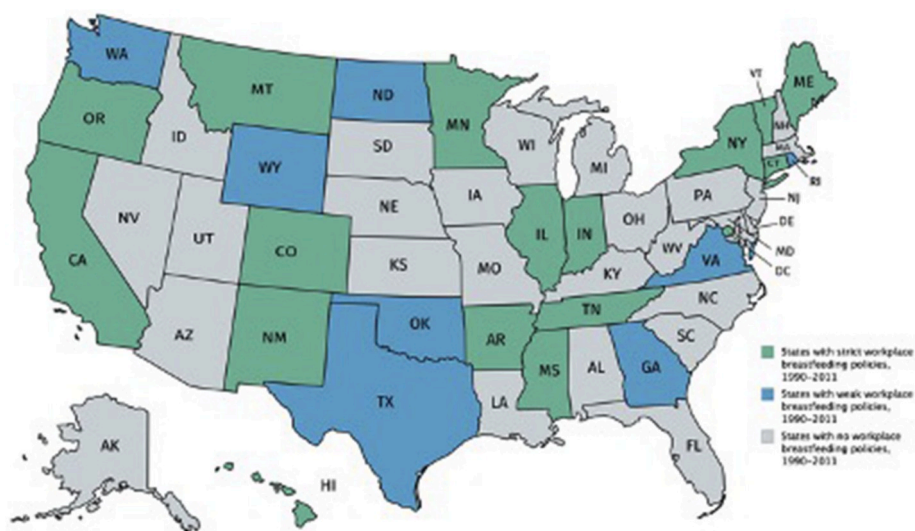 WA
MT
ND
MN
VT
ME
OR
ID
SD
WI
MI
NY
NH
MA
CT
RI
WY
IA
NE
PA
NJ
NV
UT
IL
IN
OH
DE
CA
CO
KS
MO
WV
VA
MD
DC
KY
AZ
NM
OK
AR
TN
NC
MS
AL
GA
SC
TX
LA
FL
AK
HI
States with strict workplace
breastfeeding policies,
1990–2011
States with weak workplace
breastfeeding policies,
1990–2011
States with no workplace
breastfeeding policies,
1990–2011